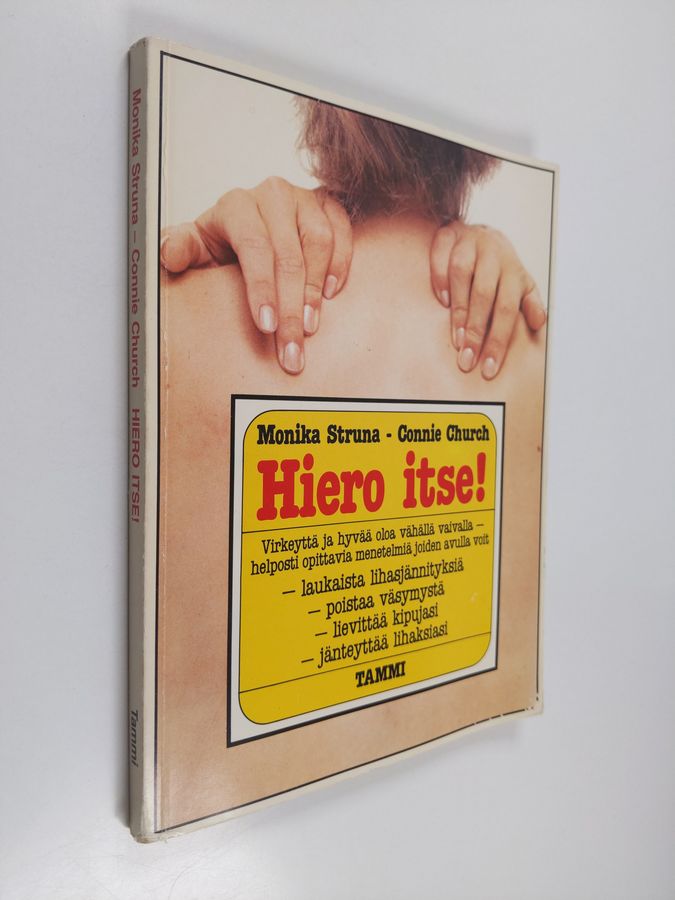 Monika Struna – Connie Church HIERO ITSE!
Tammi
Monika Struna - Connie Church
Hiero itse!
Virkeyttä ja hyvää oloa vähällä vaivalla –
helposti opittavia menetelmiä joiden avulla voit
– laukaista lihasjännityksiä
– poistaa väsymystä
– lievittää kipujasi
– jänteyttää lihaksiasi
TAMMI